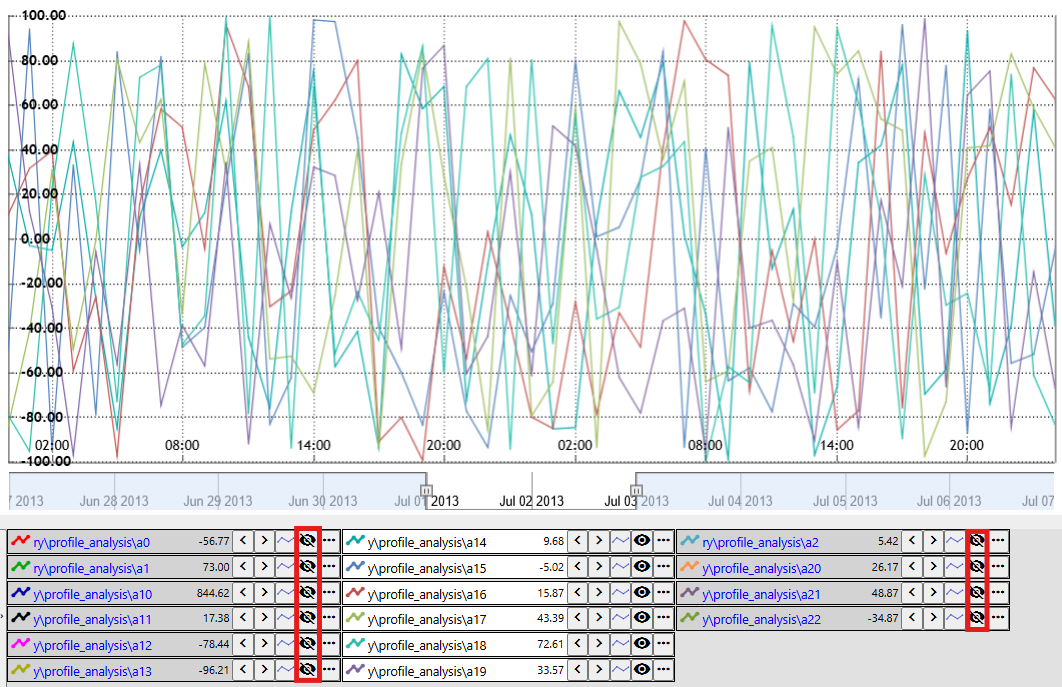 100.00
80.00
60.00
40.00
20.00
0.00
-20.00
-40.00
-60.00
-80.00
-100.00
02:00 08:00 14:00 20:00 02:00 08:00 14:00 20:00
7 2013 Jun 28 2013 Jun 29 2013 Jun 30 2013 Jul 01 2013 Jul 02 2013 Jul 03 2013 Jul 04 2013 Jul 05 2013 Jul 06 2013 Jul 07
ry\profile_analysis\a0 -56.77 y\profile_analysis\a14 9.68 ry\profile_analysis\a2 5.42
ry\profile_analysis\a1 73.00 y\profile_analysis\a15 -5.02 y\profile_analysis\a20 26.17
y\profile_analysis\a10 844.62 y\profile_analysis\a16 15.87 y\profile_analysis\a21 48.87
y\profile_analysis\a11 17.38 y\profile_analysis\a17 43.39 y\profile_analysis\a22 -34.87
y\profile_analysis\a12 -78.44 y\profile_analysis\a18 72.61
y\profile_analysis\a13 -96.21 y\profile_analysis\a19 33.57